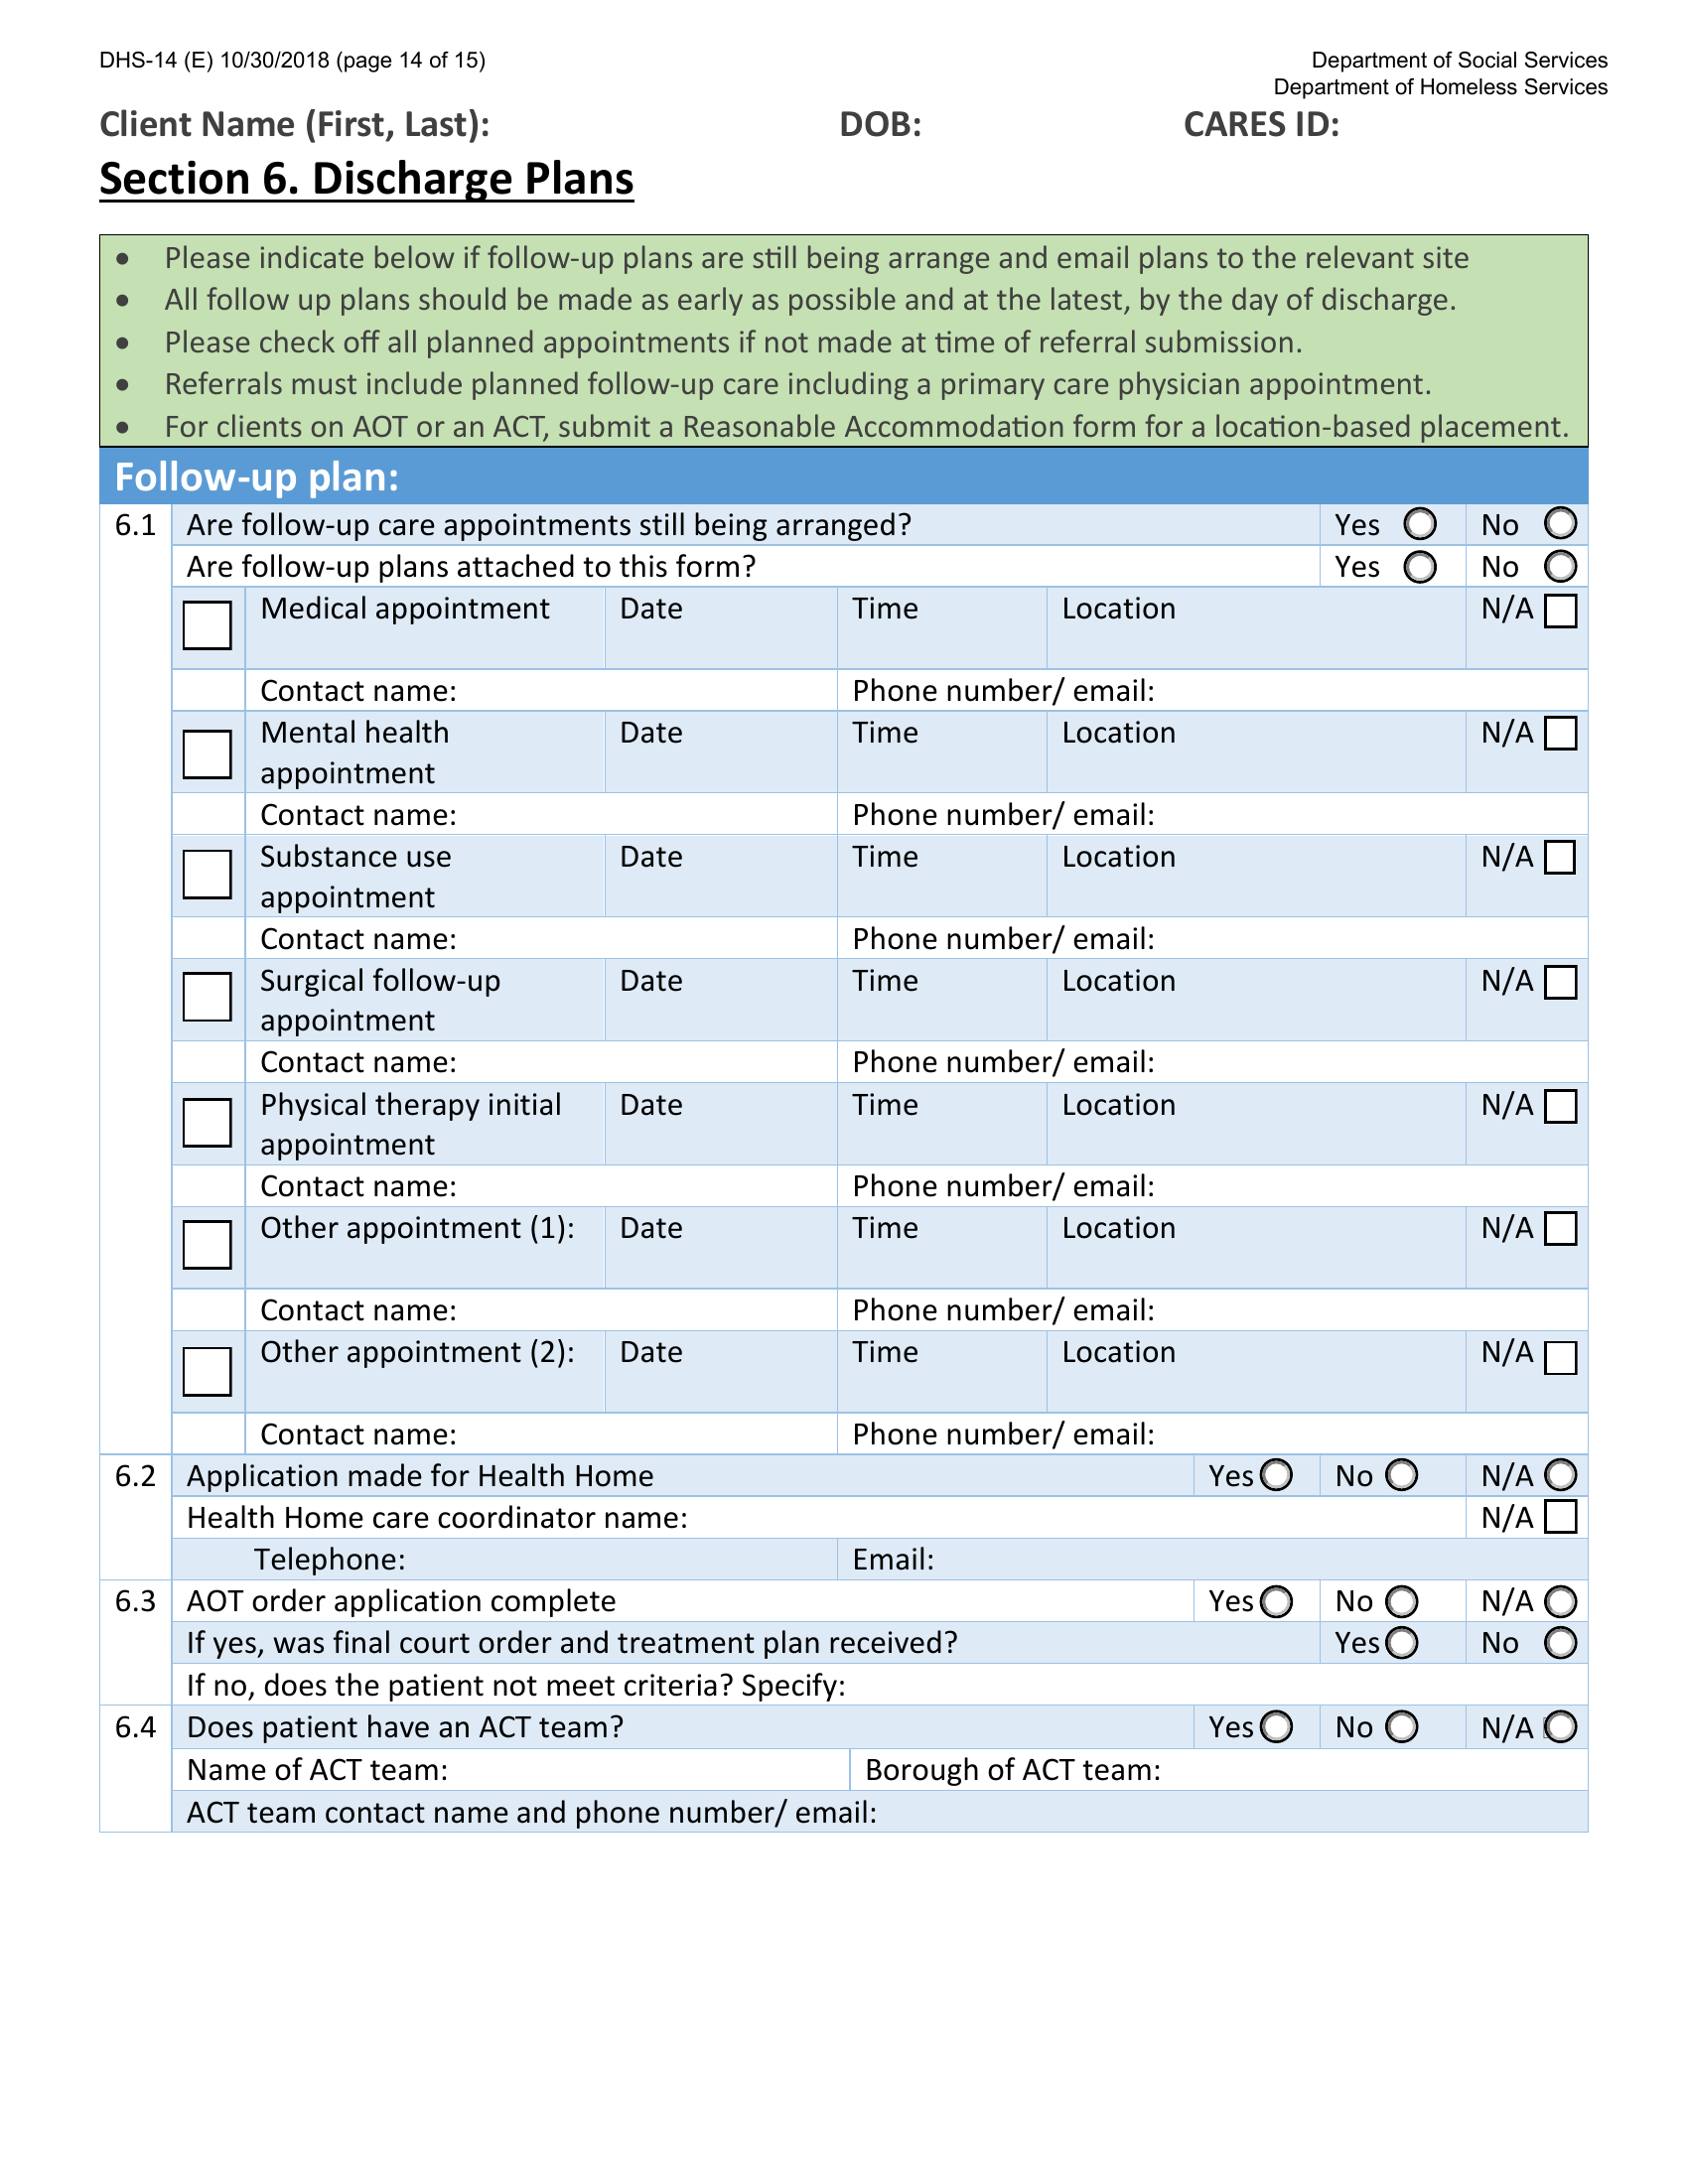 DHS-14 (E) 10/30/2018 (page 14 of 15)
Department of Social Services
Department of Homeless Services
Client Name (First, Last): DOB: CARES ID:
Section 6. Discharge Plans
• Please indicate below if follow-up plans are still being arrange and email plans to the relevant site
• All follow up plans should be made as early as possible and at the latest, by the day of discharge.
• Please check off all planned appointments if not made at time of referral submission.
• Referrals must include planned follow-up care including a primary care physician appointment.
• For clients on AOT or an ACT, submit a Reasonable Accommodation form for a location-based placement.
Follow-up plan:
6.1 Are follow-up care appointments still being arranged? Yes No
Are follow-up plans attached to this form? Yes No
Medical appointment Date Time Location N/A
Contact name: Phone number/ email:
Mental health Date Time Location N/A
appointment
Contact name: Phone number/ email:
Substance use Date Time Location N/A
appointment
Contact name: Phone number/ email:
Surgical follow-up Date Time Location N/A
appointment
Contact name: Phone number/ email:
Physical therapy initial Date Time Location N/A
appointment
Contact name: Phone number/ email:
Other appointment (1): Date Time Location N/A
Contact name: Phone number/ email:
Other appointment (2): Date Time Location N/A
Contact name: Phone number/ email:
6.2 Application made for Health Home Yes No N/A
Health Home care coordinator name: N/A
Telephone: Email:
6.3 AOT order application complete Yes No N/A
If yes, was final court order and treatment plan received? Yes No
If no, does the patient not meet criteria? Specify:
6.4 Does patient have an ACT team? Yes No N/A
Name of ACT team: Borough of ACT team:
ACT team contact name and phone number/ email: